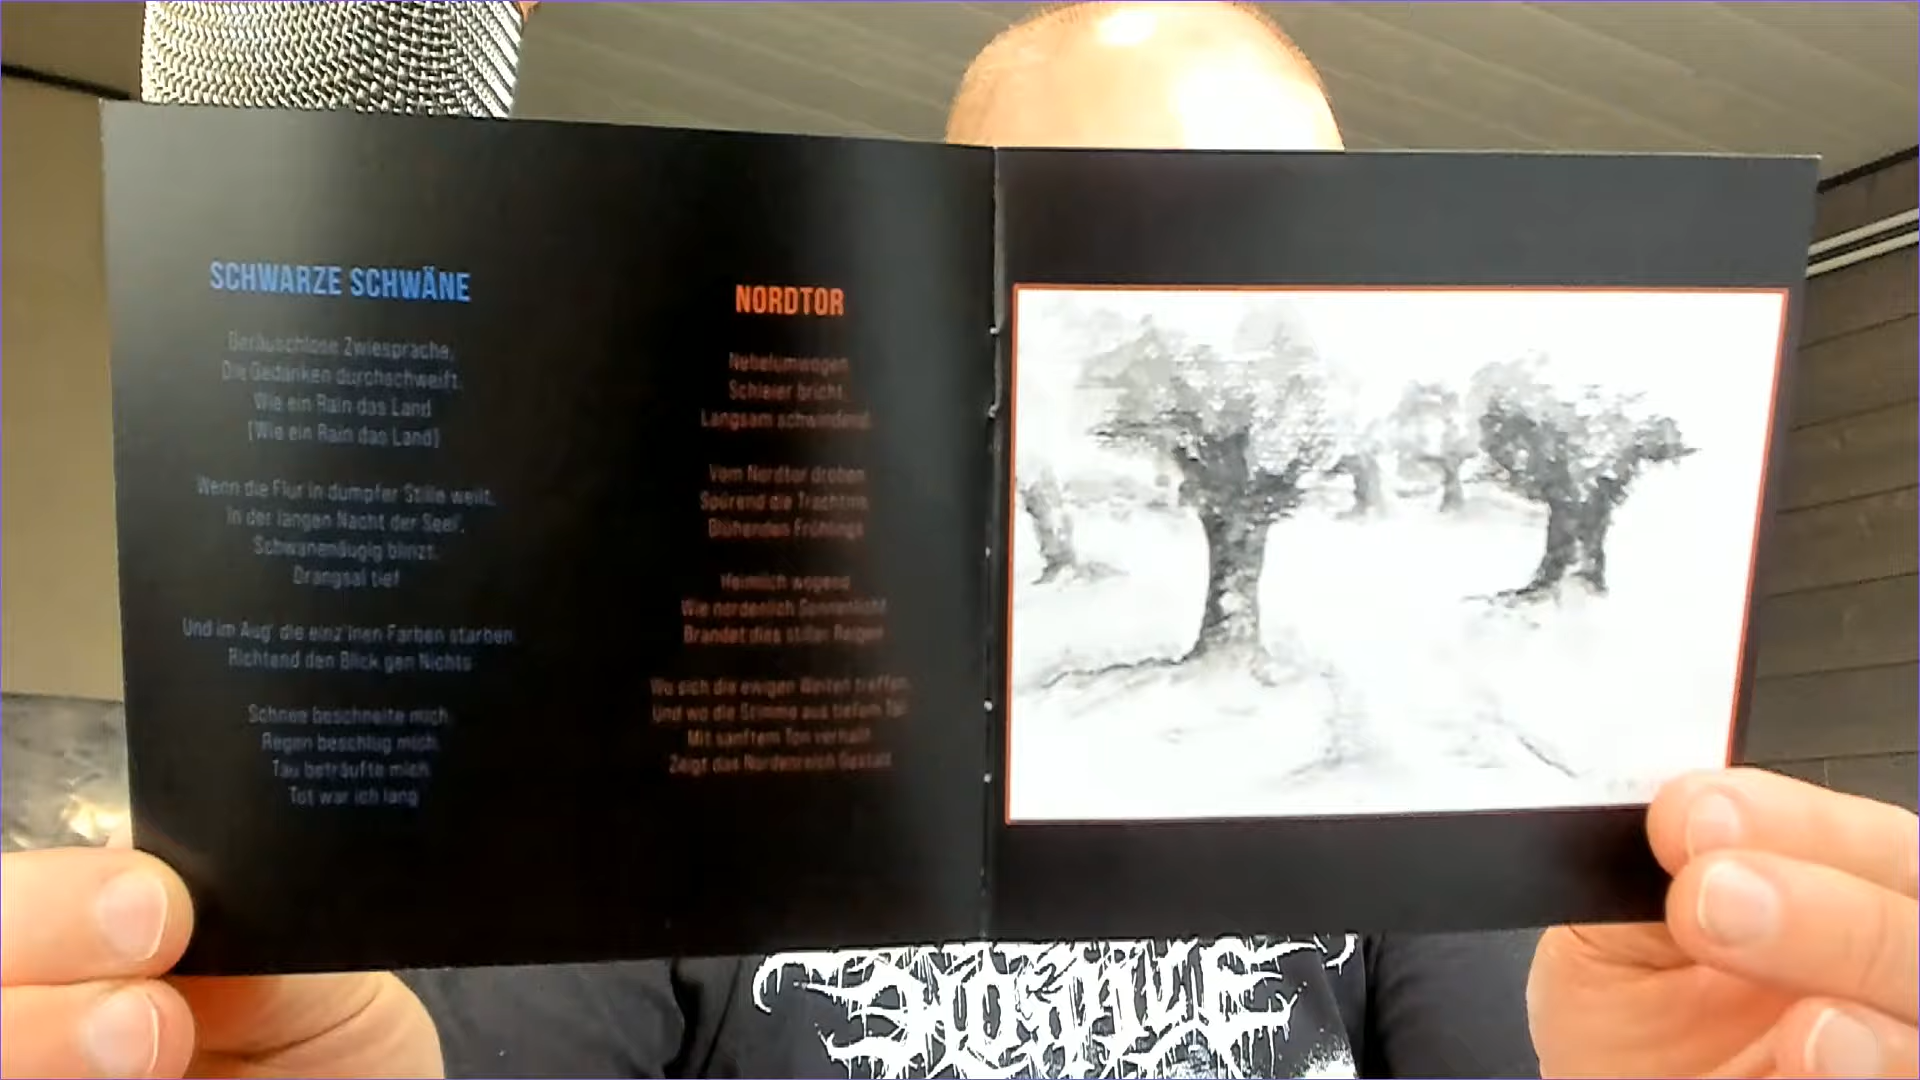 SCHWARZE SCHWÄNE
Geräuschlose Zwiesprache,
Die Gedanken durchschweift.
Wie ein Rain das Land
(Wie ein Rain das Land)
Wenn die Flur in dumpfer Stille weilt,
In der langen Nacht der Seel',
Schwanenäugig blinzt.
Drangsal tief
Und im Aug' die einz'lnen Farben starben
Richtend den Blick gen Nichts
Schnee beschneite mich,
Regen beschlug mich,
Tau beträufte mich
Tot war ich lang
NORDTOR
Nebelumwogen
Schleier bricht,
Langsam schwindend
Vom Nordtor droben
Spürend die Trachtnis
Blühenden Frühlings
Heimlich wogend
Wie nordenlich Sonnenlicht
Brandet dies stiller Reigen
Wo sich die ewigen Weiten treffen,
Und wo die Stimme aus tiefem Tal
Mit sanftem Ton verhallt
Zeigt das Nordenreich Gestalt